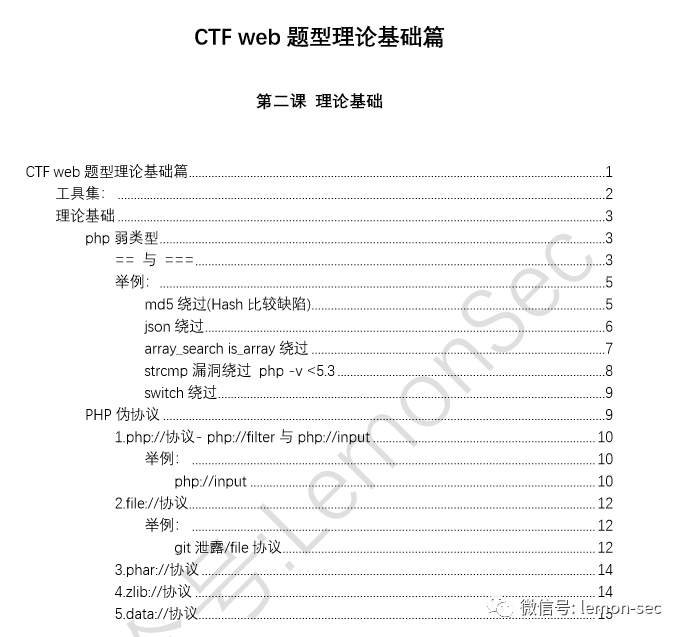 CTF web 题型理论基础篇
第二课 理论基础
CTF web 题型理论基础篇 1
工具集： 2
理论基础 3
php 弱类型 3
== 与 === 3
举例： 5
md5 绕过(Hash 比较缺陷) 5
json 绕过 6
array_search is_array 绕过 7
strcmp 漏洞绕过 php -v <5.3 8
switch 绕过 9
PHP 伪协议 9
1.php://协议- php://filter 与 php://input 10
举例： 10
php://input 10
2.file://协议 12
举例： 12
git 泄露/file 协议 12
3.phar://协议 14
4.zlib://协议 14
5.data://协议 15
号:LemonSec
微信号: lemon-sec